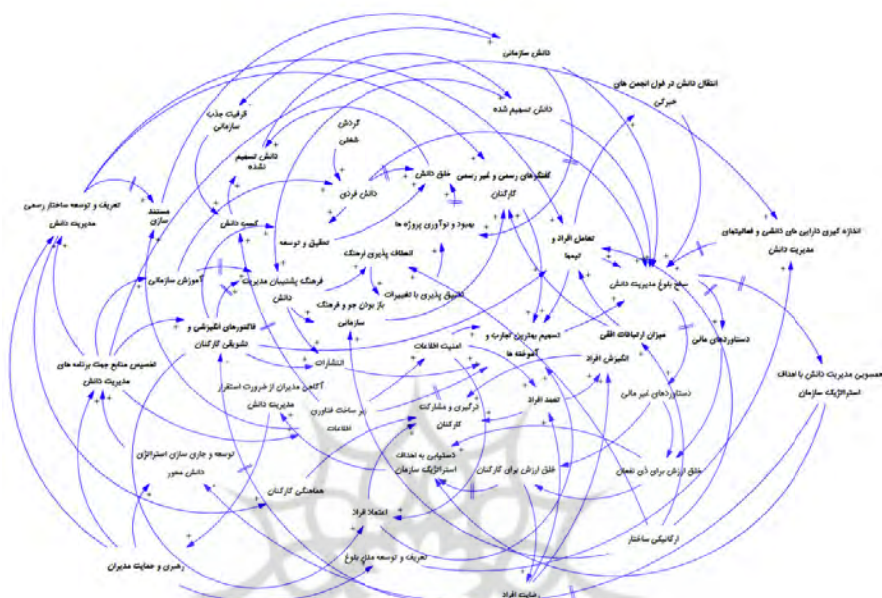 دانش سازمانی
انتقال دانش در قول انجمن های
خبرگی
دانش تسهیم شده
ظرفیت جذب
سازمانی
گردش
شغلی
دانش تسهیم
نشده
خلق دانش
گفتگوهای رسمی و غیر رسمی
کارکنان
دانش فردی
تعریف و توسعه ساختار رسمی
مدیریت دانش
مستند
سازی
کسب دانش
بهبود و نوآوری پروژه ها
تعامل افراد و
تیمها
اندازه گیری دارایی های دانشی و فعالیتهای
مدیریت دانش
تحقیق و توسعه
انعطاف پذیری فرهنگ
سطح بلوغ مدیریت دانش
آموزش سازمانی
فرهنگ پشتیبان مدیریت
دانش
تطبیق پذیری با تغییرات
باز بودن جو و فرهنگ
سازمانی
فاکتورهای انگیزشی و
تشویقی کارکنان
تسهیم بهترین تجارب و
آموخته ها
میزان ارتباطات افقی
دستاوردهای مالی
امنیت اطلاعات
انگیزش افراد
انتشارات
تخصیص منابع جهت برنامه های
مدیریت دانش
همسویی مدیریت دانش با اهداف
استراتژیک سازمان
آگاهی مدیران از ضرورت استقرار
مدیریت دانش
زیر ساخت فناوری
اطلاعات
درگیری و مشارکت
کارکنان
تعهد افراد
دستاوردهای غیر مالی
توسعه و جاری سازی استراتژی
دانش محور
دستیابی به اهداف
استراتژیک سازمان
خلق ارزش برای کارکنان
خلق ارزش برای ذی نفعان
هماهنگی کارکنان
اعتماد افراد
ارگانیکی ساختار
رهبری و حمایت مدیران
تعریف و توسعه مدل بلوغ
رضایت افراد